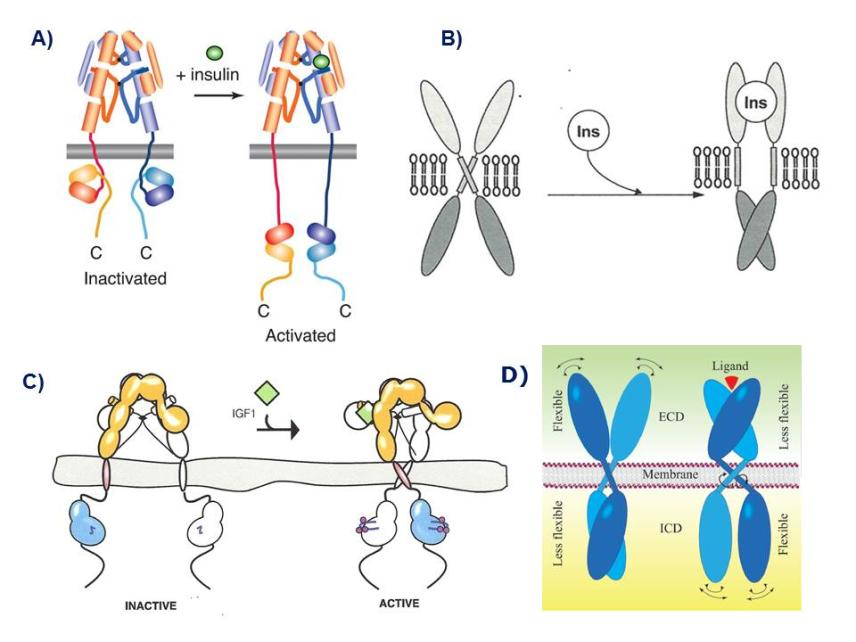 A)
+ insulin
C
C
Inactivated
C
C
Activated
B)
Ins
Ins
C)
IGF1
INACTIVE
ACTIVE
D)
Flexible
Less flexible
ECD
Membrane
ICD
Ligand
Less flexible
Flexible